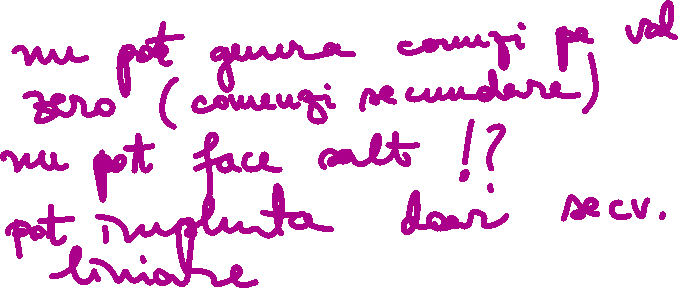 nu pot genera comenzi pe val
zero (comenzi secundare)
nu pot face salt !?
pot implementa doar secv.
liniare